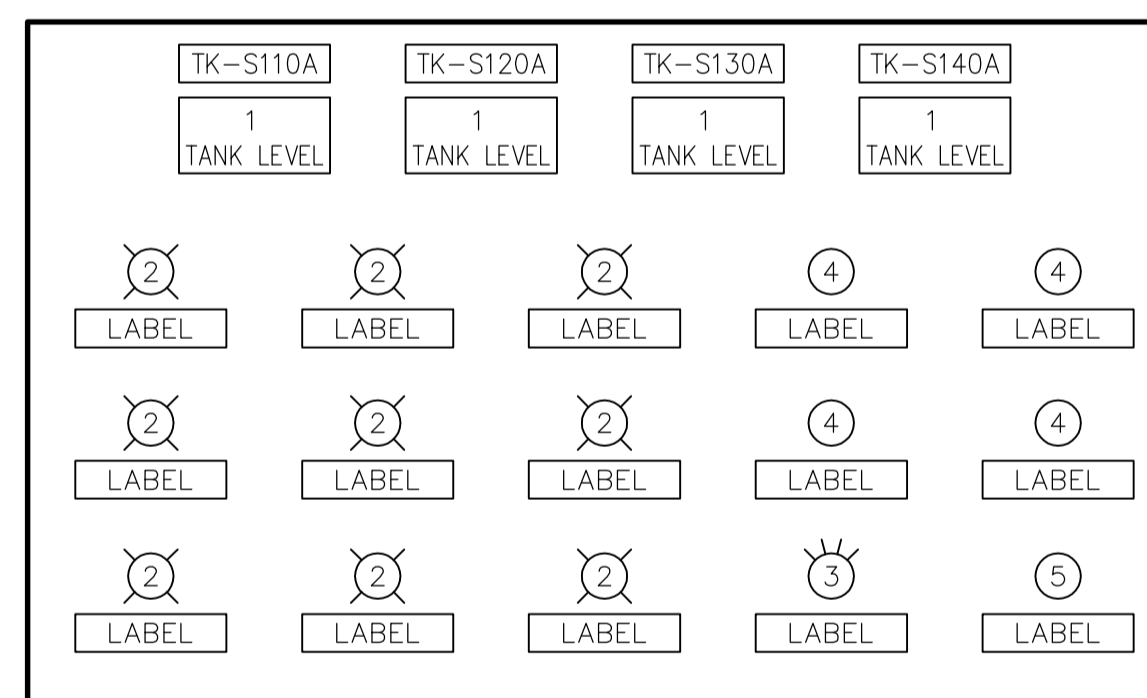 TK-S110A TK-S120A TK-S130A TK-S140A
1 1 1 1
TANK LEVEL TANK LEVEL TANK LEVEL TANK LEVEL
2 2 2 4 4
LABEL LABEL LABEL LABEL LABEL
2 2 2 4 4
LABEL LABEL LABEL LABEL LABEL
2 2 2 3 5
LABEL LABEL LABEL LABEL LABEL